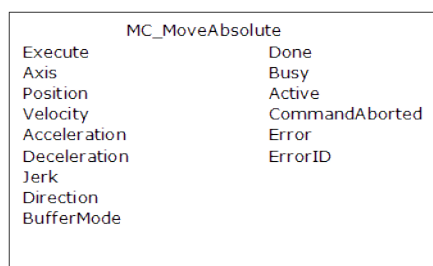 MC_MoveAbsolute
Execute Done
Axis Busy
Position Active
Velocity CommandAborted
Acceleration Error
Deceleration ErrorID
Jerk
Direction
BufferMode